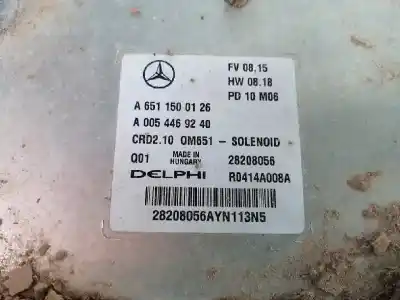 FV 08.15
HW 08.18
PD 10 M06
A 651 150 01 26
A 005 446 92 40
CRD2.10 OM651 - SOLENOID
Q01 MADE IN HUNGARY 28208056
DELPHI R0414A008A
28208056AYN113N5